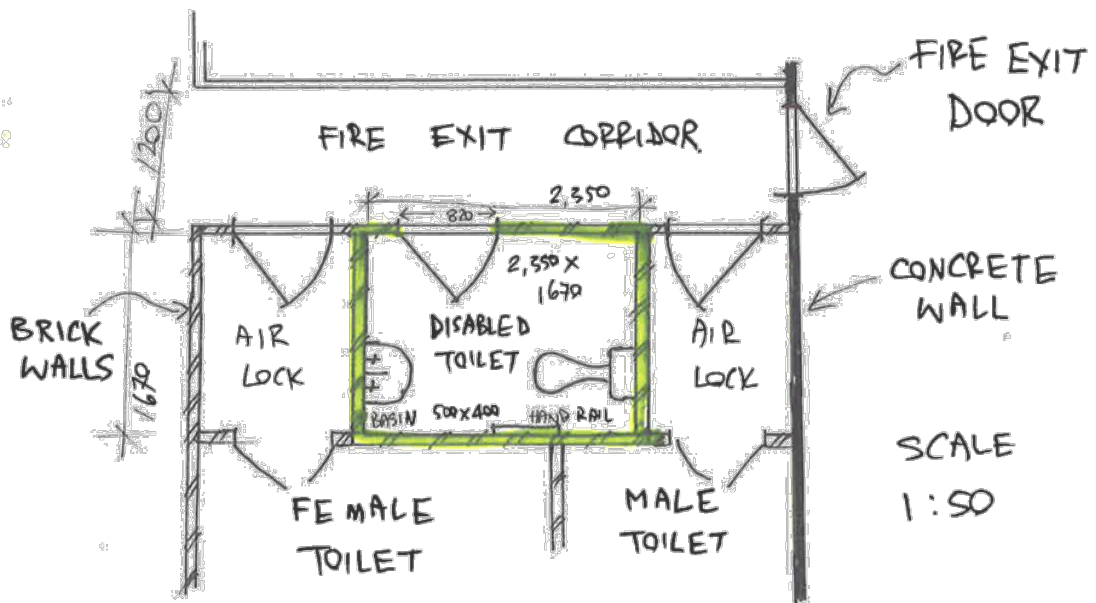 FIRE EXIT
DOOR
1200
FIRE EXIT CORRIDOR
2,350
820
2,350 X
1670
CONCRETE
WALL
BRICK
WALLS
1670
AIR
LOCK
DISABLED
TOILET
AIR
LOCK
BASIN 500X400 HAND RAIL
SCALE
1:50
FEMALE
TOILET
MALE
TOILET